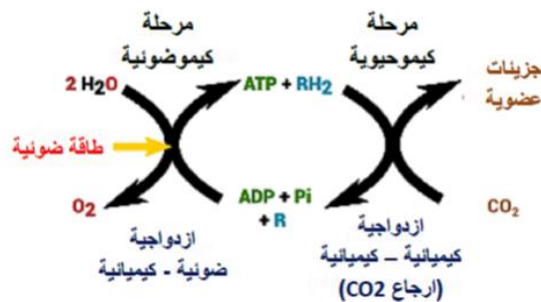 مرحلة
كيموضوئية
مرحلة
كيموحيوية
2 H2O
ATP + RH2
جزيئات
عضوية
طاقة ضوئية
O2
ADP + Pi
+ R
CO2
ازدواجية
ضوئية - كيميائية
ازدواجية
كيميائية – كيميائية
(ارجاع CO2)